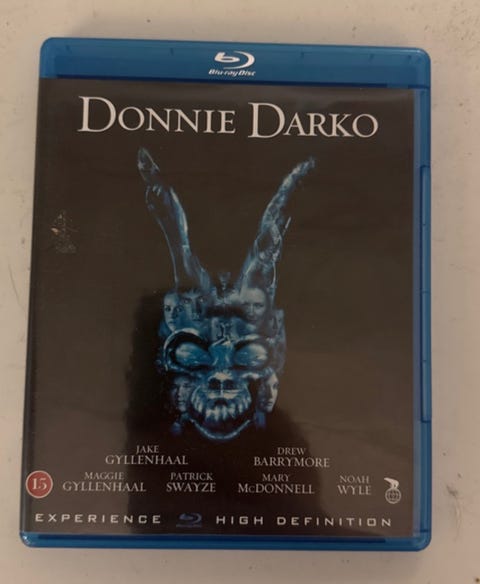 Blu-ray Disc
DONNIE DARKO
JAKE GYLLENHAAL
DREW BARRYMORE
MAGGIE GYLLENHAAL
PATRICK SWAYZE
MARY MCDONNELL
NOAH WYLE
15
EXPERIENCE HIGH DEFINITION